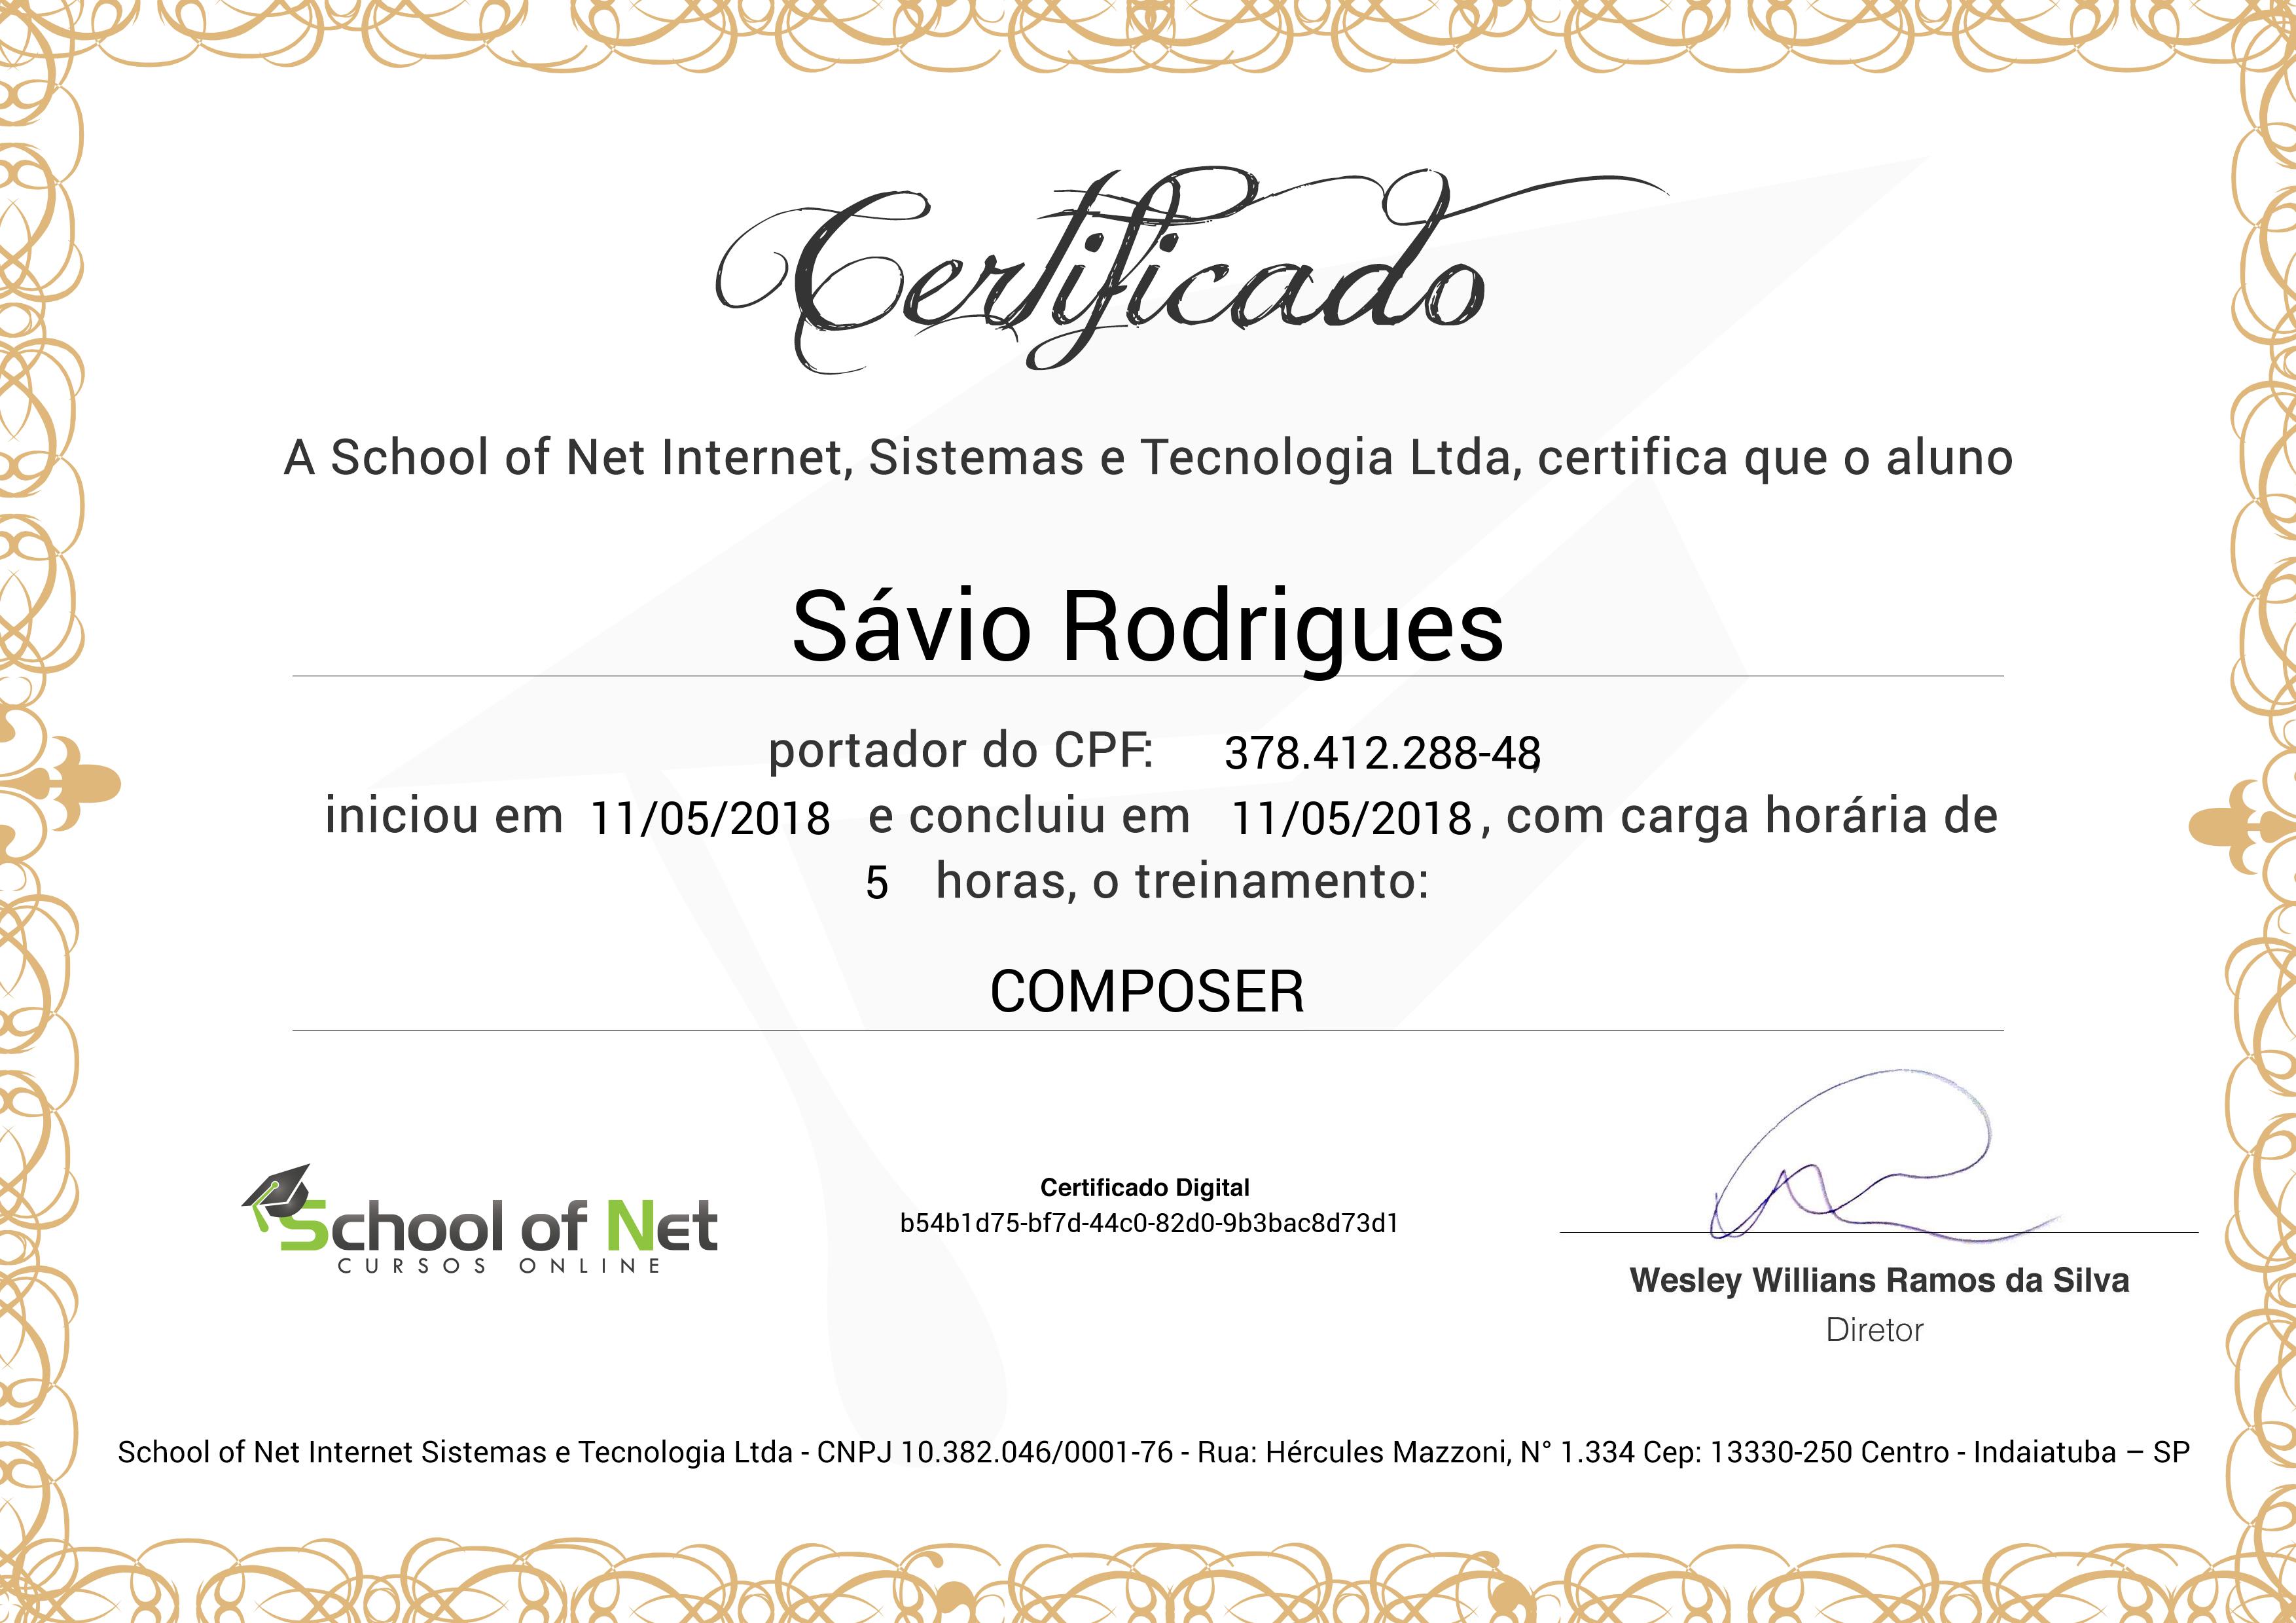 Certificado
A School of Net Internet, Sistemas e Tecnologia Ltda, certifica que o aluno
Sávio Rodrigues
portador do CPF: 378.412.288-48,
iniciou em 11/05/2018 e concluiu em 11/05/2018, com carga horária de
5 horas, o treinamento:
COMPOSER
School of Net
CURSOS ONLINE
Certificado Digital
b54b1d75-bf7d-44c0-82d0-9b3bac8d73d1
Wesley Willians Ramos da Silva
Diretor
School of Net Internet Sistemas e Tecnologia Ltda - CNPJ 10.382.046/0001-76 - Rua: Hércules Mazzoni, N° 1.334 Cep: 13330-250 Centro - Indaiatuba – SP